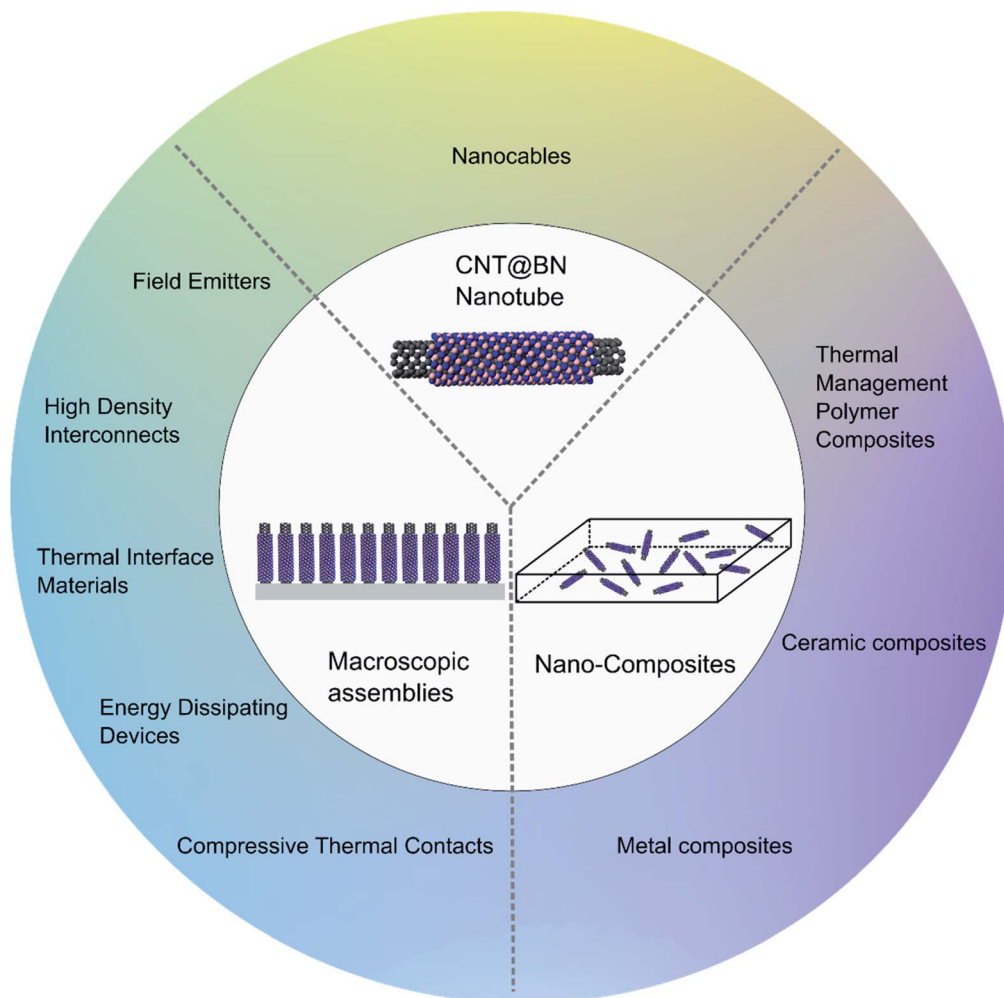 Nanocables
CNT@BN
Nanotube
Field Emitters
High Density
Interconnects
Thermal Interface
Materials
Energy Dissipating
Devices
Compressive Thermal Contacts
Macroscopic
assemblies
Nano-Composites
Thermal
Management
Polymer
Composites
Ceramic composites
Metal composites